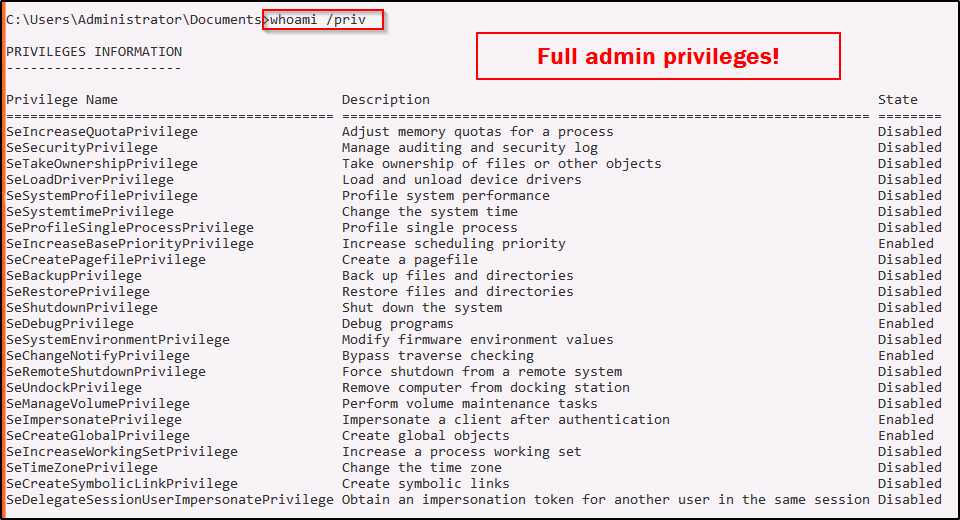 C:\Users\Administrator\Documents>whoami /priv
Full admin privileges!
PRIVILEGES INFORMATION
----------------------
Privilege Name Description State
========================================= ================================================================== ========
SeIncreaseQuotaPrivilege Adjust memory quotas for a process Disabled
SeSecurityPrivilege Manage auditing and security log Disabled
SeTakeOwnershipPrivilege Take ownership of files or other objects Disabled
SeLoadDriverPrivilege Load and unload device drivers Disabled
SeSystemProfilePrivilege Profile system performance Disabled
SeSystemtimePrivilege Change the system time Disabled
SeProfileSingleProcessPrivilege Profile single process Disabled
SeIncreaseBasePriorityPrivilege Increase scheduling priority Enabled
SeCreatePagefilePrivilege Create a pagefile Disabled
SeBackupPrivilege Back up files and directories Disabled
SeRestorePrivilege Restore files and directories Disabled
SeShutdownPrivilege Shut down the system Disabled
SeDebugPrivilege Debug programs Enabled
SeSystemEnvironmentPrivilege Modify firmware environment values Disabled
SeChangeNotifyPrivilege Bypass traverse checking Enabled
SeRemoteShutdownPrivilege Force shutdown from a remote system Disabled
SeUndockPrivilege Remove computer from docking station Disabled
SeManageVolumePrivilege Perform volume maintenance tasks Disabled
SeImpersonatePrivilege Impersonate a client after authentication Enabled
SeCreateGlobalPrivilege Create global objects Enabled
SeIncreaseWorkingSetPrivilege Increase a process working set Disabled
SeTimeZonePrivilege Change the time zone Disabled
SeCreateSymbolicLinkPrivilege Create symbolic links Disabled
SeDelegateSessionUserImpersonatePrivilege Obtain an impersonation token for another user in the same session Disabled